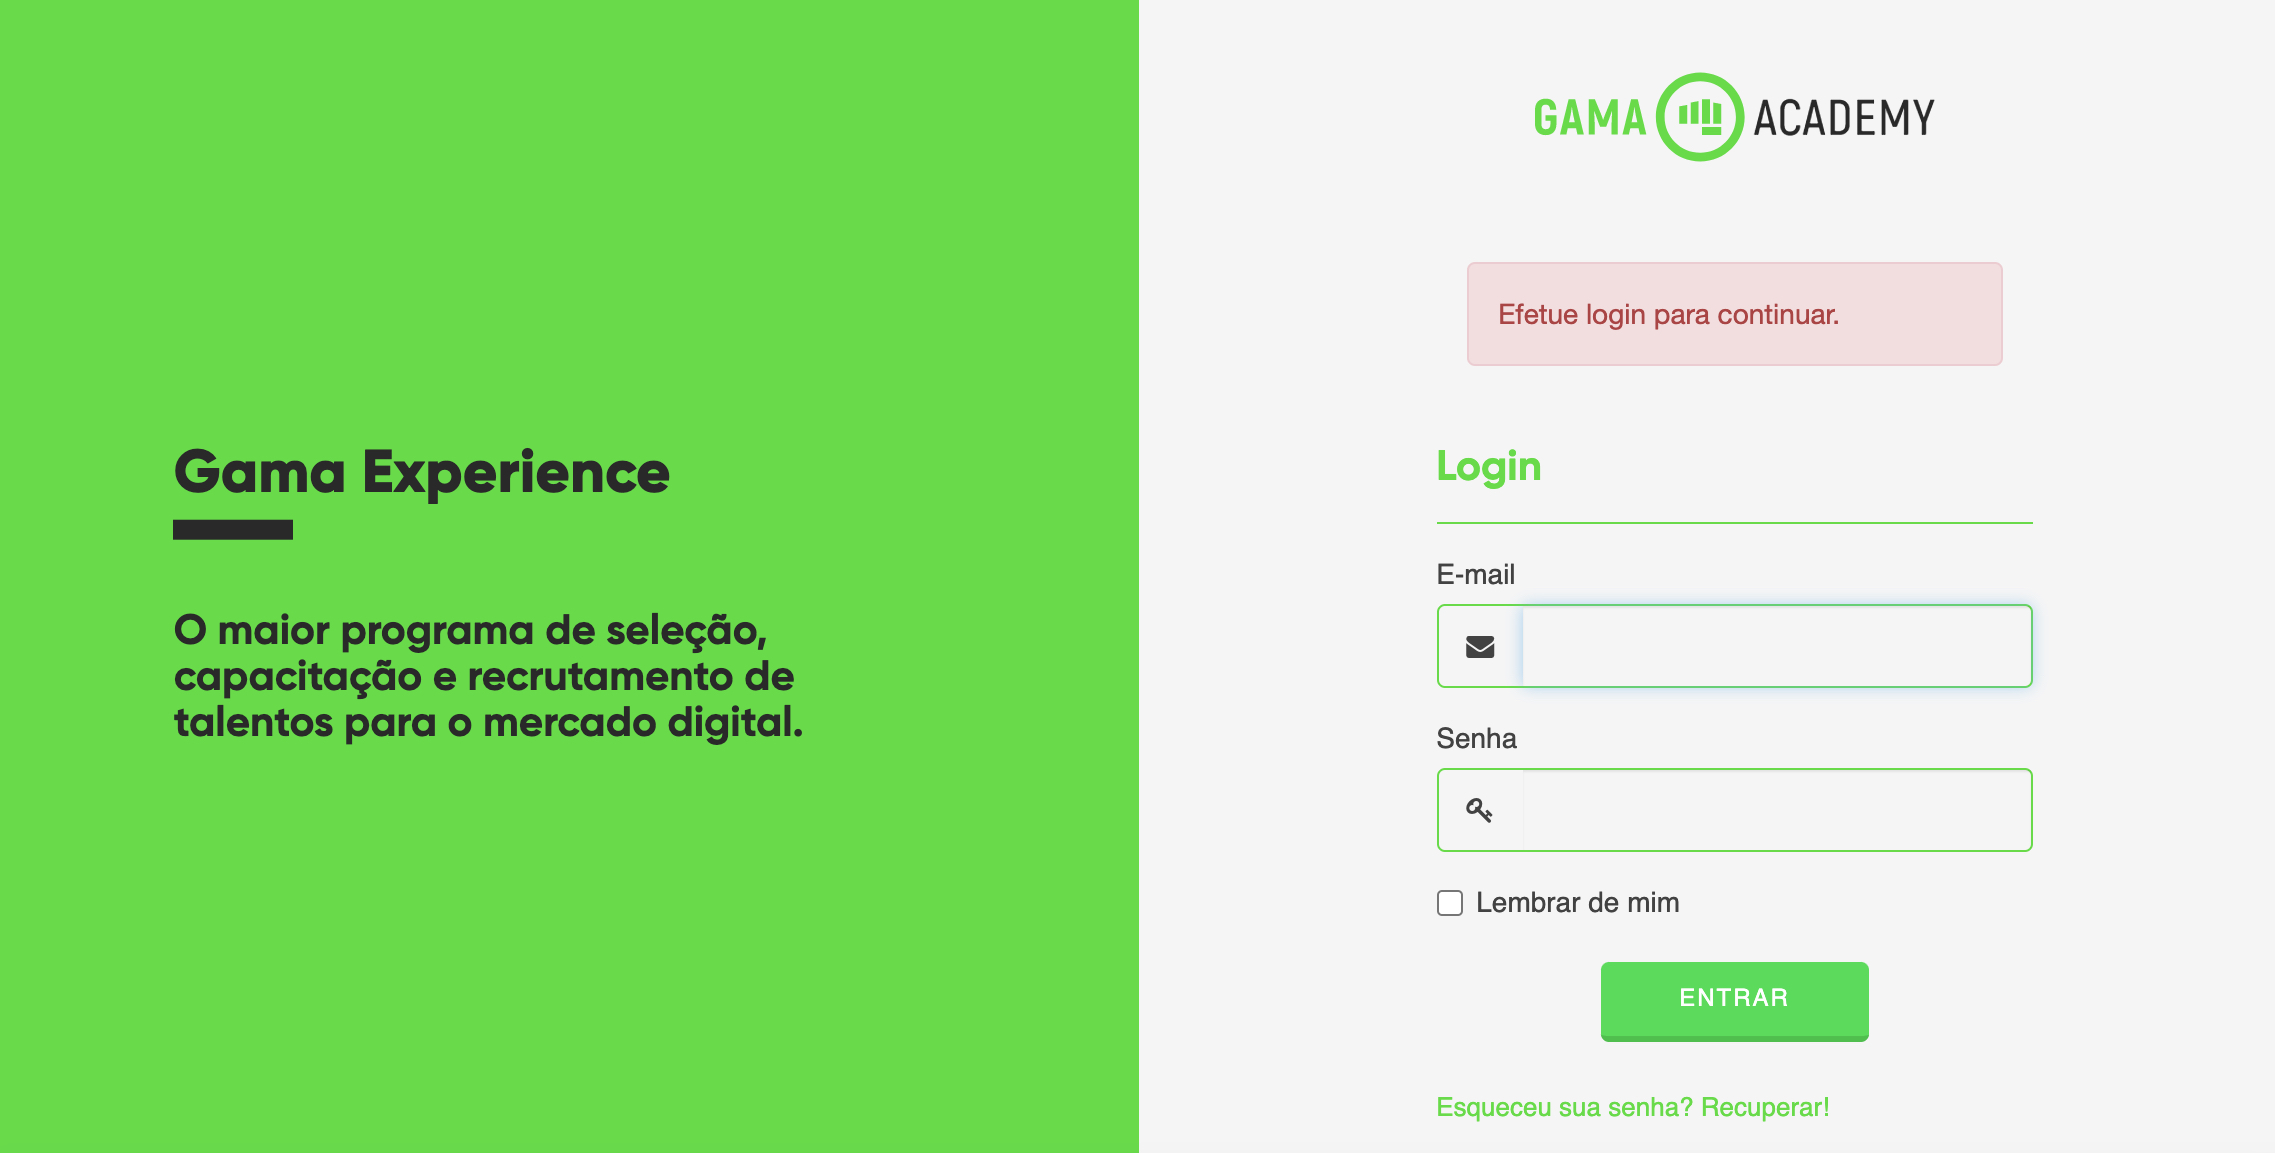 Gama Experience
O maior programa de seleção,
capacitação e recrutamento de
talentos para o mercado digital.
GAMA ACADEMY
Efetue login para continuar.
Login
E-mail
Senha
Lembrar de mim
ENTRAR
Esqueceu sua senha? Recuperar!